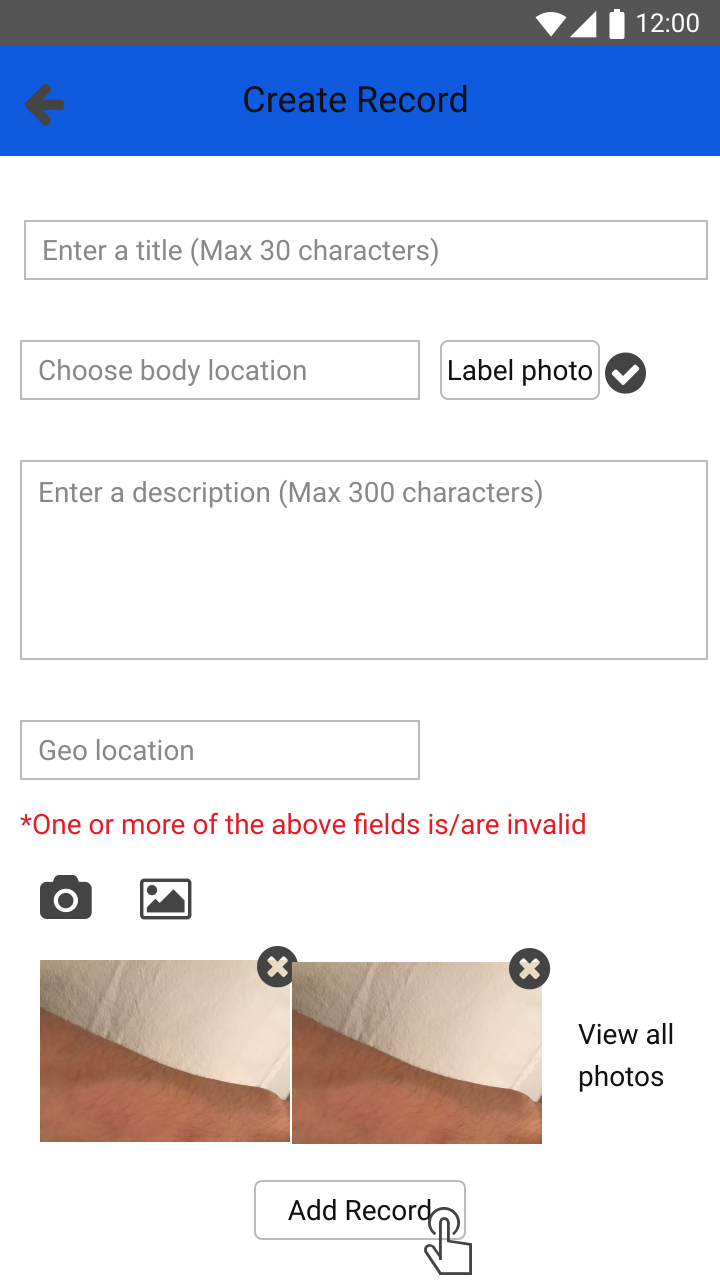 12:00
Create Record
Enter a title (Max 30 characters)
Choose body location
Label photo
Enter a description (Max 300 characters)
Geo location
*One or more of the above fields is/are invalid
View all
photos
Add Record